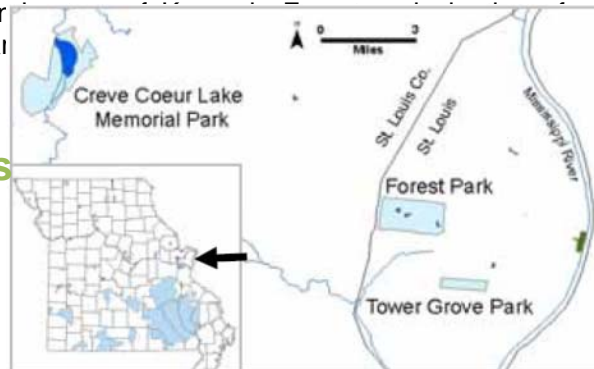 0 3
Miles
Creve Coeur Lake
Memorial Park
St. Louis Co.
St. Louis
Mississippi River
Forest Park
Tower Grove Park